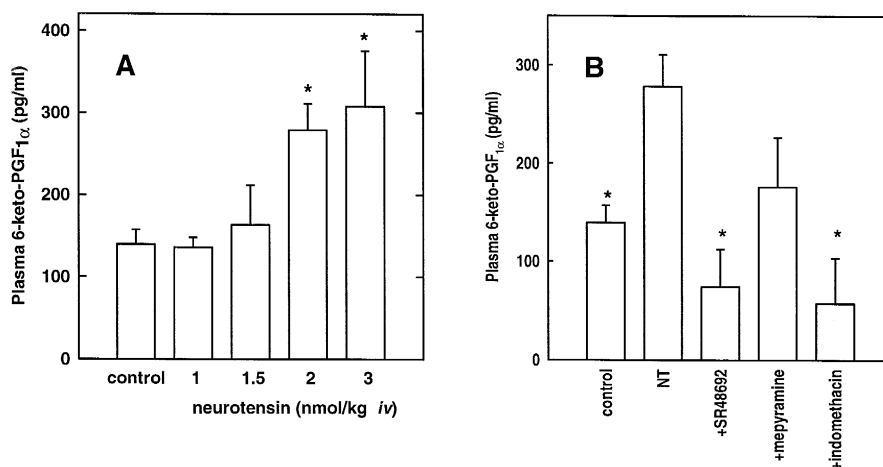 A
Plasma 6-keto-PGF1α (pg/ml)
400
300
200
100
0
control 1 1.5 2 3
neurotensin (nmol/kg iv)
* *
B
Plasma 6-keto-PGF1α (pg/ml)
300
200
100
0
* * *
control
NT
+SR48692
+mepyramine
+indomethacin